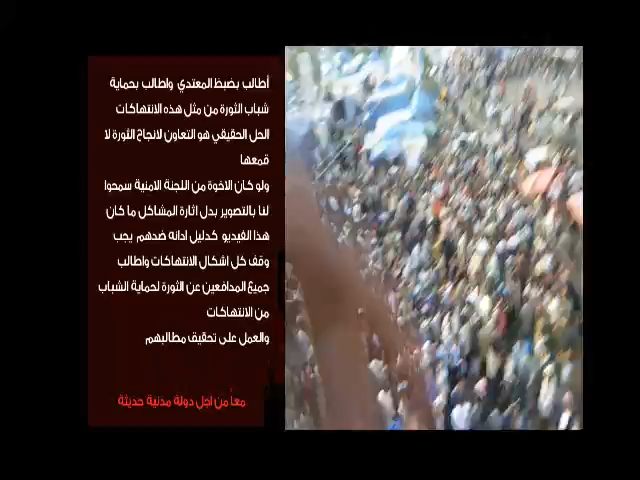 أطالب بضبظ المعتدي واطالب بحماية
شباب الثورة من مثل هذه الانتهاكات
الحل الحقيقي هو التعاون لانجاح الثورة لا
قمعها
ولو كان الاخوة من اللجنة الامنية سمحوا
لنا بالتصوير بدل اثارة المشاكل ما كان
هذا الفيديو كدليل ادانه ضدهم يجب
وقف كل اشكال الانتهاكات واطالب
جميع المدافعين عن الثورة لحماية الشباب
من الانتهاكات
والعمل على تحقيق مطالبهم
معاً من اجل دولة مدنية حديثة